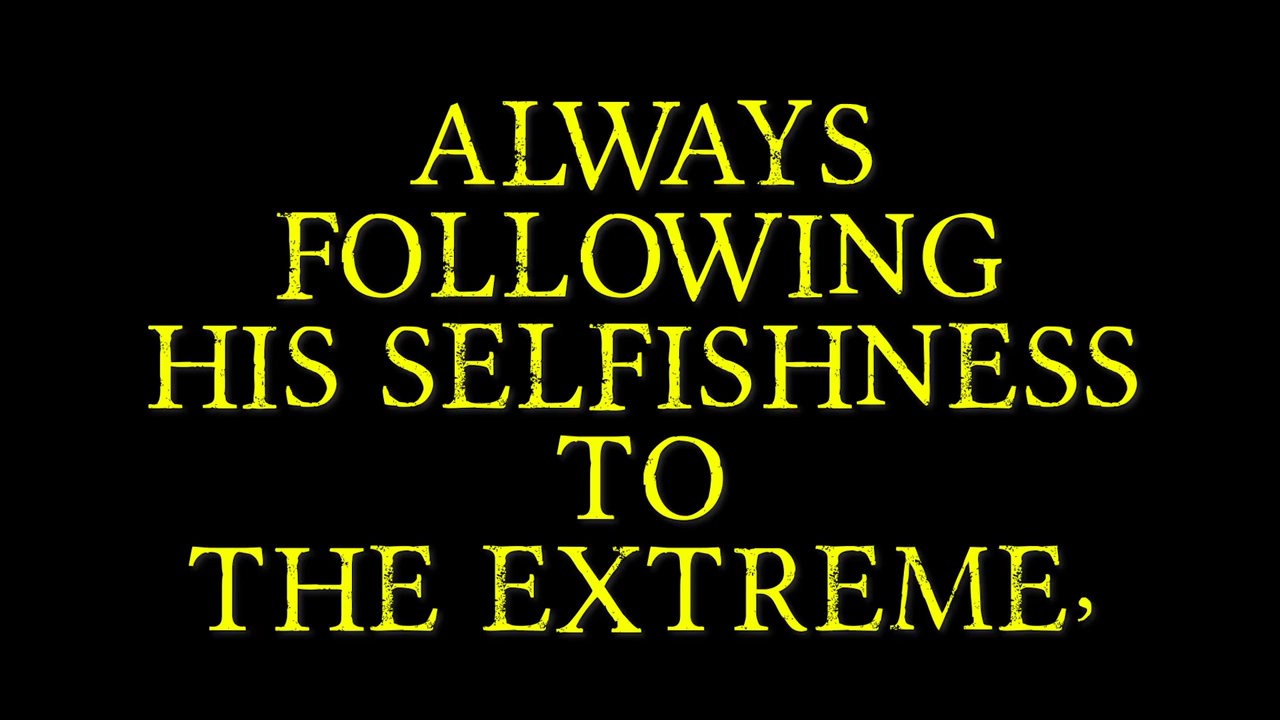 ALWAYS
FOLLOWING
HIS SELFISHNESS
TO
THE EXTREME,